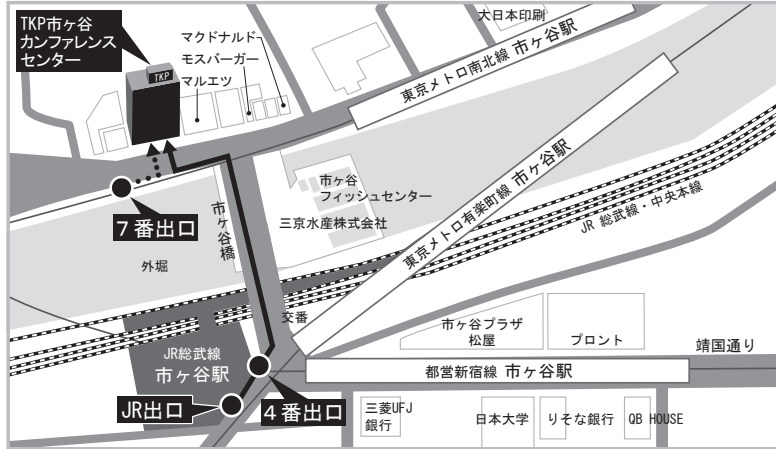 TKP市ヶ谷
カンファレンス
センター
TKP
マクドナルド
モスバーガー
マルエツ
大日本印刷
東京メトロ南北線 市ヶ谷駅
市ヶ谷
フィッシュセンター
三京水産株式会社
7番出口
市ヶ谷橋
外堀
東京メトロ有楽町線 市ヶ谷駅
JR 総武線・中央本線
交番
市ヶ谷プラザ
松屋
プロント
靖国通り
JR総武線
市ヶ谷駅
都営新宿線 市ヶ谷駅
JR出口
4番出口
三菱UFJ
銀行
日本大学
りそな銀行
QB HOUSE